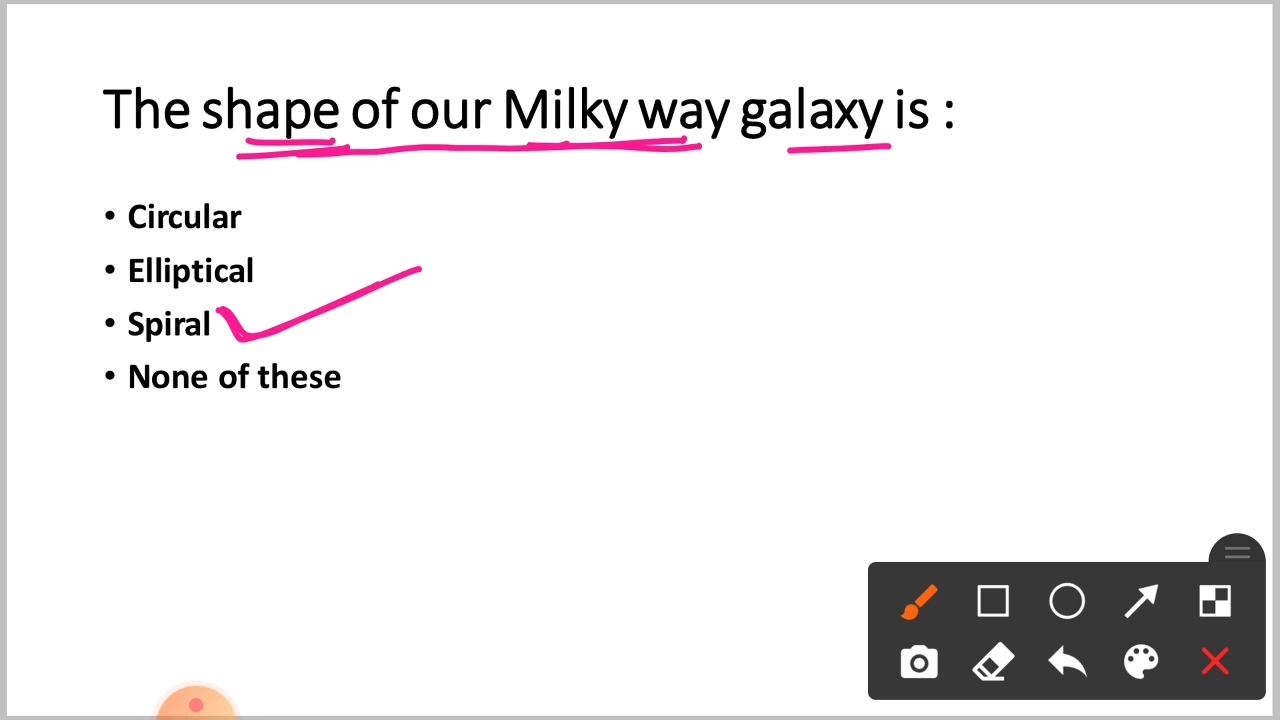 The shape of our Milky way galaxy is :
• Circular
• Elliptical
• Spiral
• None of these